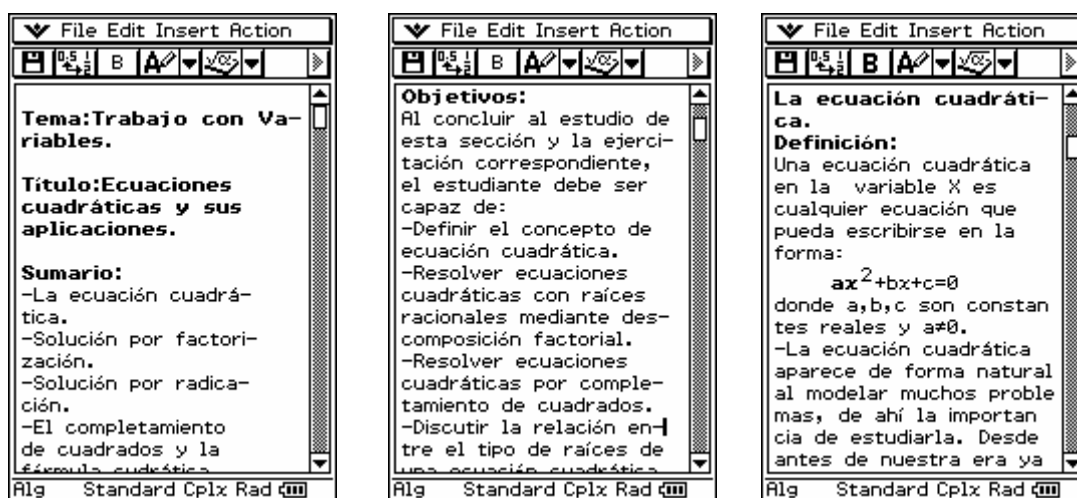 File Edit Insert Action
B
Tema:Trabajo con Va-
riables.
Título:Ecuaciones
cuadráticas y sus
aplicaciones.
Sumario:
-La ecuación cuadrá-
tica.
-Solución por factori-
zación.
-Solución por radica-
ción.
-El completamiento
de cuadrados y la
fórmula cudrática
Alg Standard Cplx Rad
File Edit Insert Action
B
Objetivos:
Al concluir al estudio de
esta sección y la ejerci-
tación correspondiente,
el estudiante debe ser
capaz de:
-Definir el concepto de
ecuación cuadrática.
-Resolver ecuaciones
cuadráticas con raíces
racionales mediante des-
composición factorial.
-Resolver ecuaciones
cuadráticas por comple-
tamiento de cuadrados.
-Discutir la relación en-
tre el tipo de raíces de
una ecuación cuadrática
Alg Standard Cplx Rad
File Edit Insert Action
B
La ecuación cuadráti-
ca.
Definición:
Una ecuación cuadrática
en la variable X es
cualquier ecuación que
pueda escribirse en la
forma:
ax²+bx+c=0
donde a,b,c son constan
tes reales y a≠0.
-La ecuación cuadrática
aparece de forma natural
al modelar muchos proble
mas, de ahí la importan
cia de estudiarla. Desde
antes de nuestra era ya
Alg Standard Cplx Rad